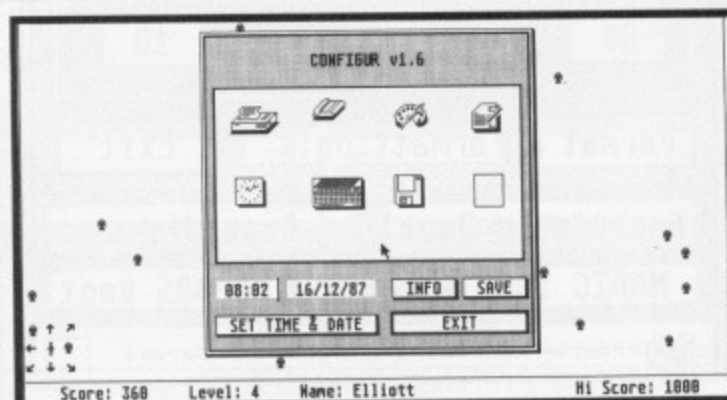 CONFIGUR v1.6
08:02 16/12/87 INFO SAVE
SET TIME & DATE EXIT
Score: 360 Level: 4 Name: Elliott Hi Score: 1000